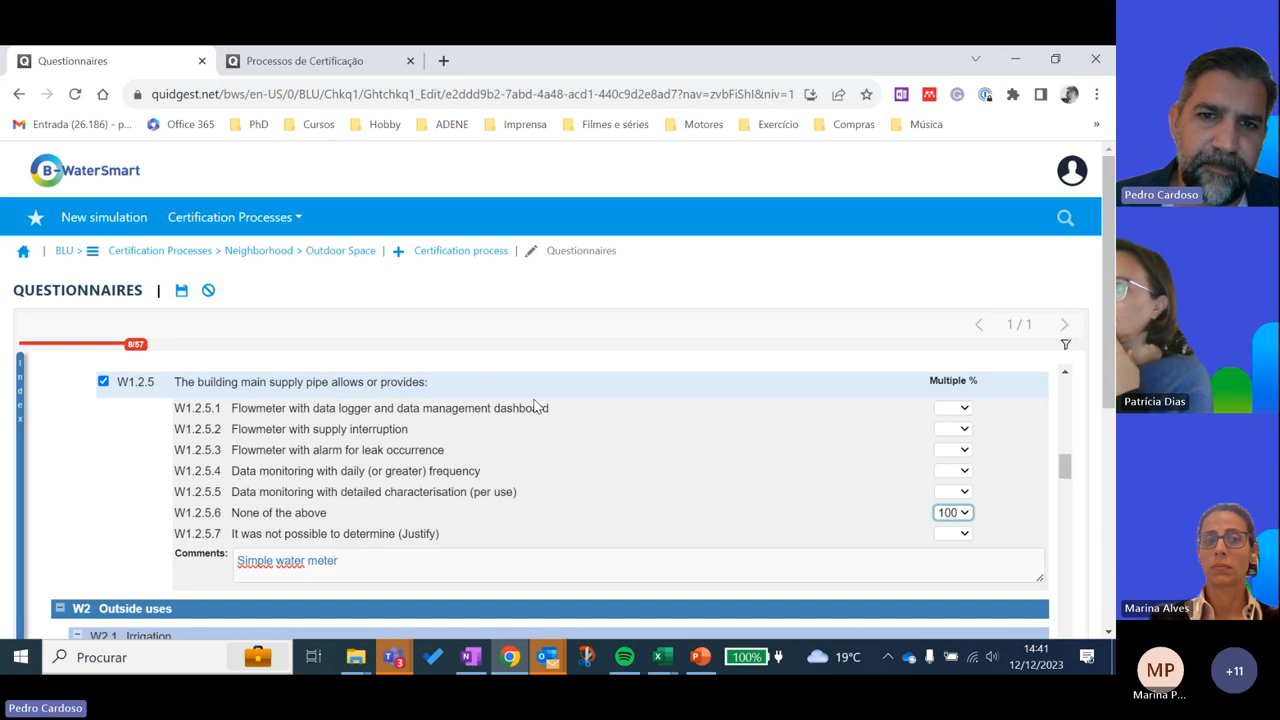 Questionnaires
Processos de Certificação
quidgest.net/bws/en-US/0/BLU/Chkq1/Ghtchkq1_Edit/e2ddd9b2-7abd-4a48-acd1-440c9d2e8ad7?nav=zvbFiShI&niv=1
Entrada (26.186) - p... Office 365 PhD Cursos Hobby ADENE Imprensa Filmes e séries Motores Exercício Compras Música »
B-WaterSmart
New simulation Certification Processes
BLU > Certification Processes > Neighborhood > Outdoor Space | + Certification process | Questionnaires
QUESTIONNAIRES |
1 / 1
8/57
Index
W1.2.5 The building main supply pipe allows or provides: Multiple %
W1.2.5.1 Flowmeter with data logger and data management dashboard
W1.2.5.2 Flowmeter with supply interruption
W1.2.5.3 Flowmeter with alarm for leak occurrence
W1.2.5.4 Data monitoring with daily (or greater) frequency
W1.2.5.5 Data monitoring with detailed characterisation (per use)
W1.2.5.6 None of the above 100
W1.2.5.7 It was not possible to determine (Justify)
Comments: Simple water meter
W2 Outside uses
W2.1 Irrigation
Procurar
3
100%
19°C
14:41
12/12/2023
Pedro Cardoso
Patrícia Dias
Marina Alves
MP
Marina P...
+11
Pedro Cardoso